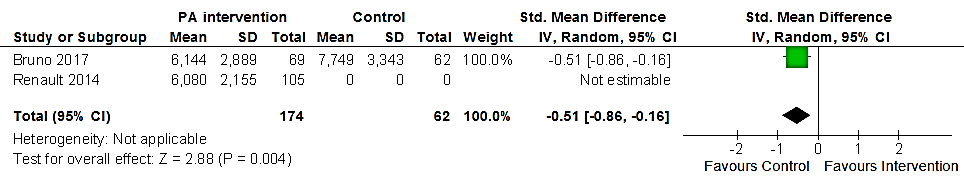 PA intervention Control Std. Mean Difference Std. Mean Difference
Study or Subgroup Mean SD Total Mean SD Total Weight IV, Random, 95% CI IV, Random, 95% CI
Bruno 2017 6,144 2,889 69 7,749 3,343 62 100.0% -0.51 [-0.86, -0.16]
Renault 2014 6,080 2,155 105 0 0 0 Not estimable
Total (95% CI) 174 62 100.0% -0.51 [-0.86, -0.16]
Heterogeneity: Not applicable
Test for overall effect: Z = 2.88 (P = 0.004)
-2 -1 0 1 2
Favours Control Favours Intervention